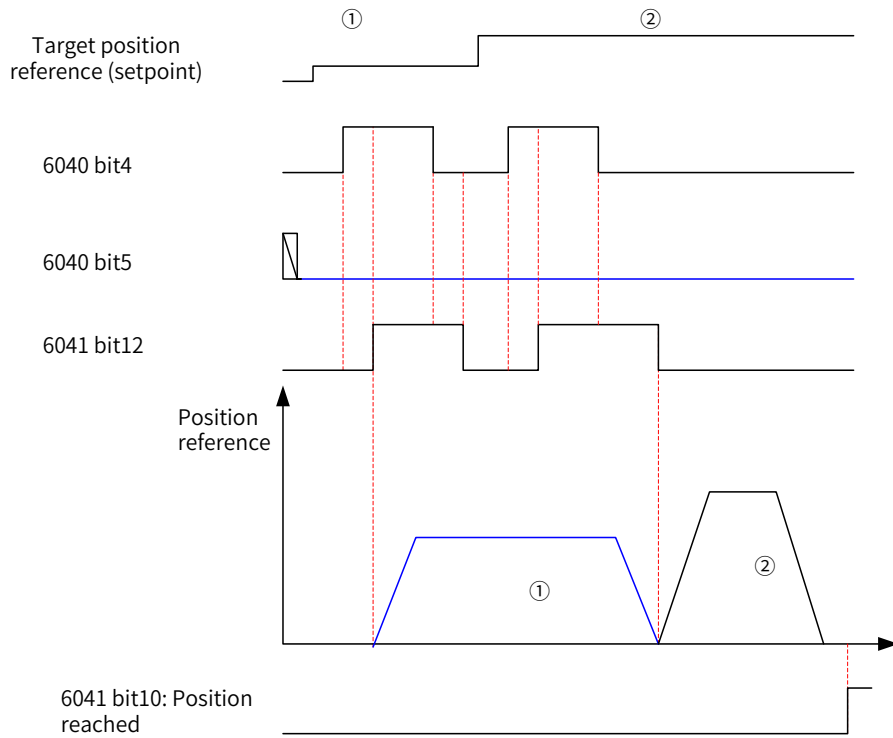 ① ②
Target position
reference (setpoint)
6040 bit4
6040 bit5
6041 bit12
Position
reference
①
②
6041 bit10: Position
reached